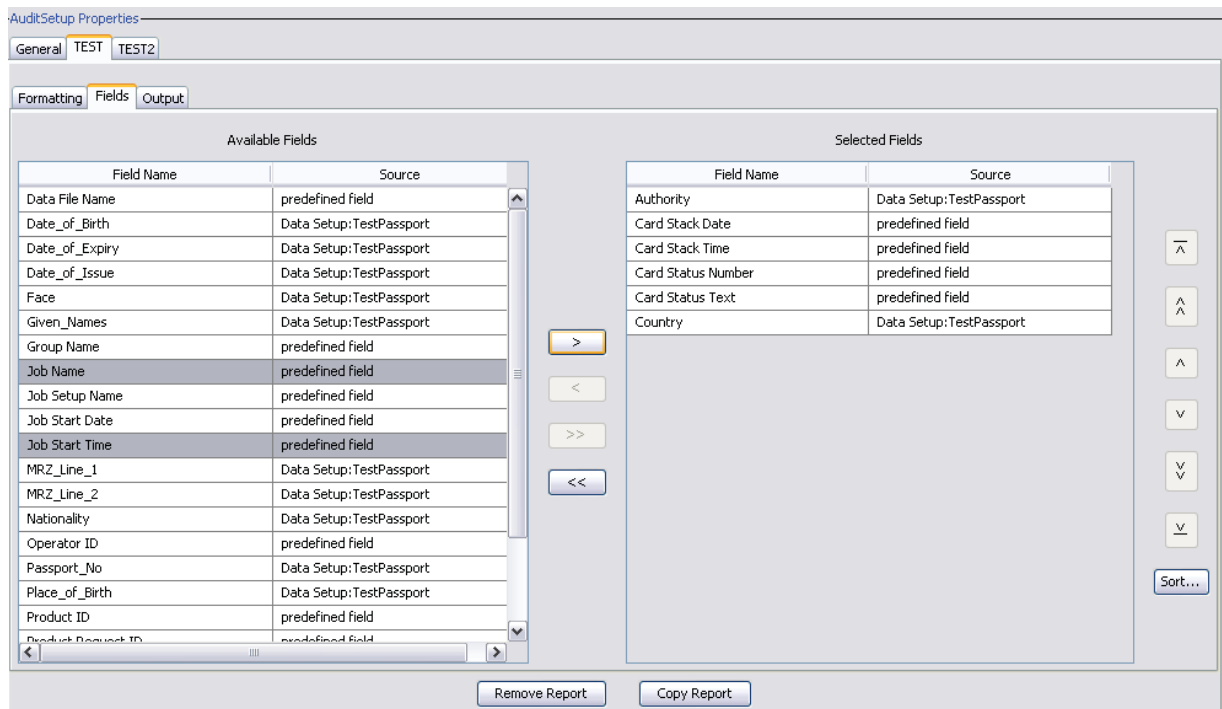 AuditSetup Properties
General TEST TEST2
Formatting Fields Output
Available Fields Selected Fields
Field Name Source Field Name Source
Data File Name predefined field Authority Data Setup:TestPassport
Date_of_Birth Data Setup:TestPassport Card Stack Date predefined field
Date_of_Expiry Data Setup:TestPassport Card Stack Time predefined field
Date_of_Issue Data Setup:TestPassport Card Status Number predefined field
Face Data Setup:TestPassport Card Status Text predefined field
Given_Names Data Setup:TestPassport Country Data Setup:TestPassport
Group Name predefined field >
Job Name predefined field
Job Setup Name predefined field <
Job Start Date predefined field
Job Start Time predefined field >>
MRZ_Line_1 Data Setup:TestPassport
MRZ_Line_2 Data Setup:TestPassport <<
Nationality Data Setup:TestPassport
Operator ID predefined field
Passport_No Data Setup:TestPassport
Place_of_Birth Data Setup:TestPassport Sort...
Product ID predefined field
Product Request ID predefined field
Remove Report Copy Report